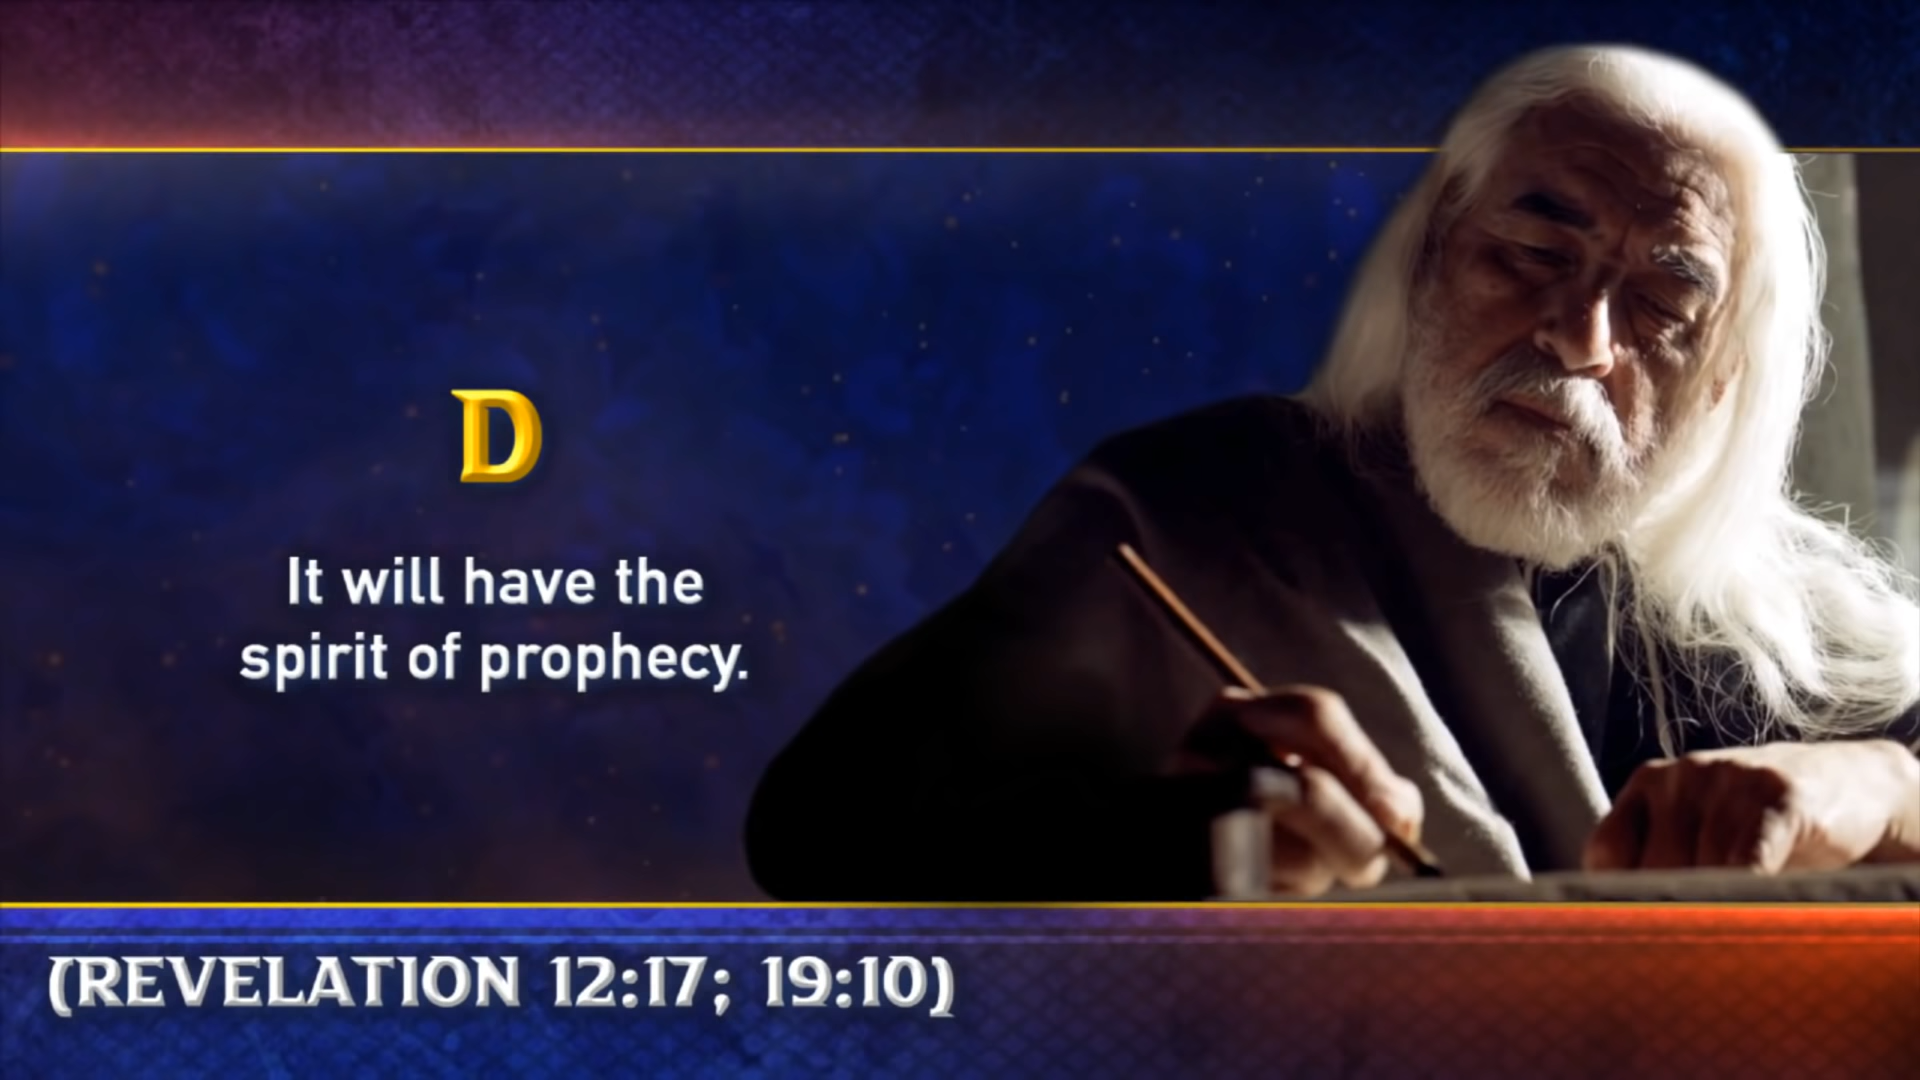 D
It will have the
spirit of prophecy.
(REVELATION 12:17; 19:10)